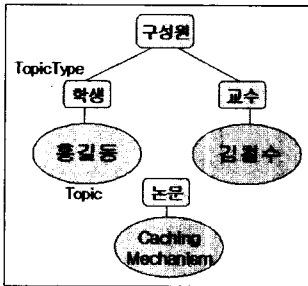 구성원
TopicType
학생
교수
홍길동
김철수
Topic
논문
Caching
Mechanism